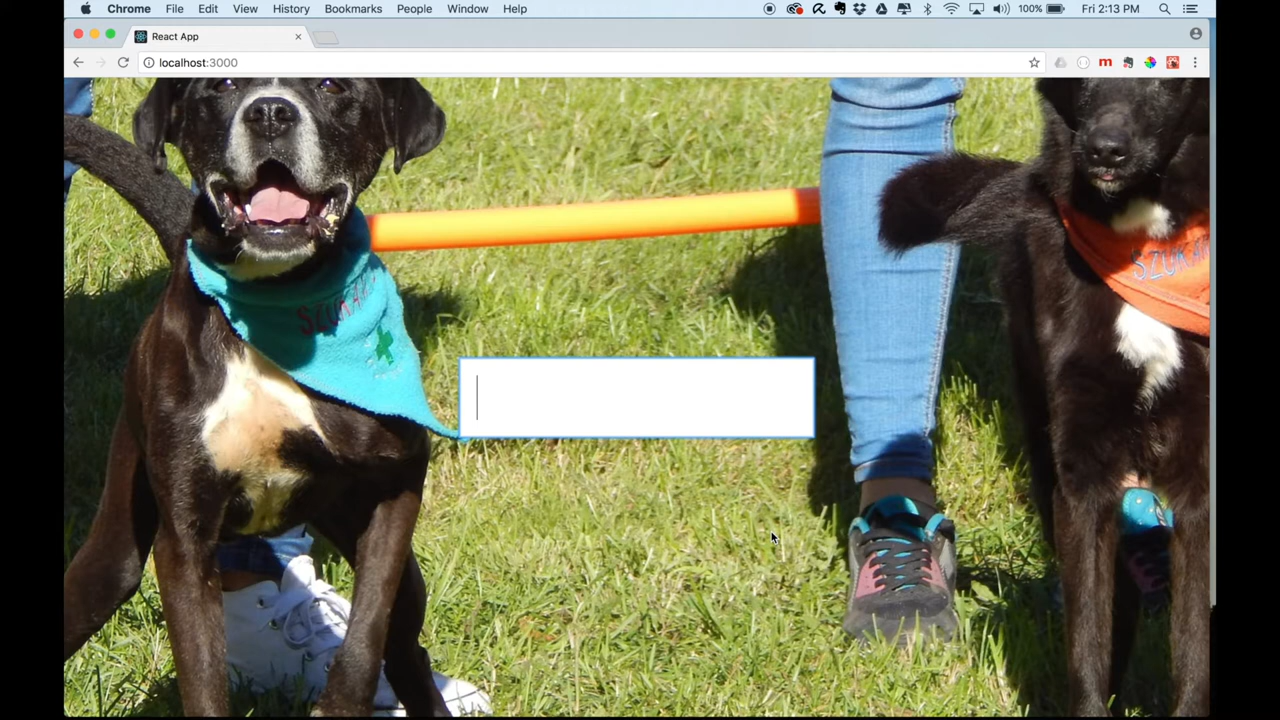 Chrome File Edit View History Bookmarks People Window Help 100% Fri 2:13 PM
React App
localhost:3000